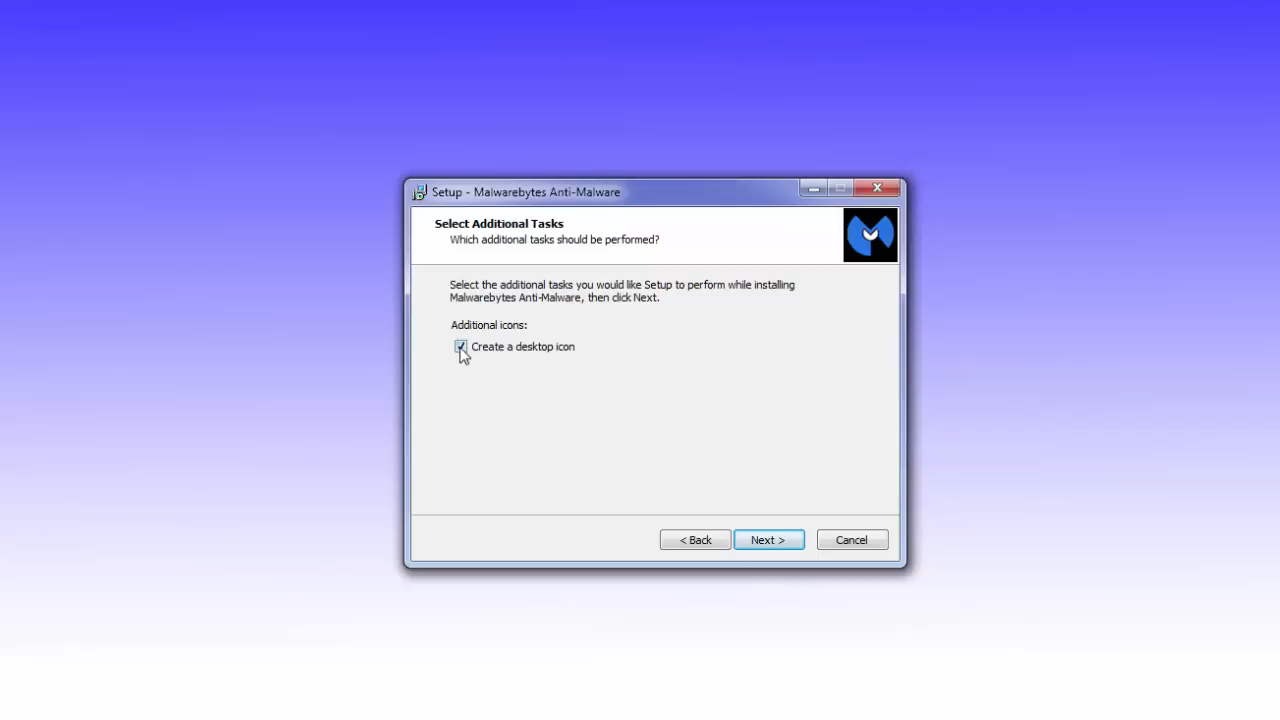 Setup - Malwarebytes Anti-Malware
Select Additional Tasks
Which additional tasks should be performed?
Select the additional tasks you would like Setup to perform while installing
Malwarebytes Anti-Malware, then click Next.
Additional icons:
Create a desktop icon
< Back
Next >
Cancel